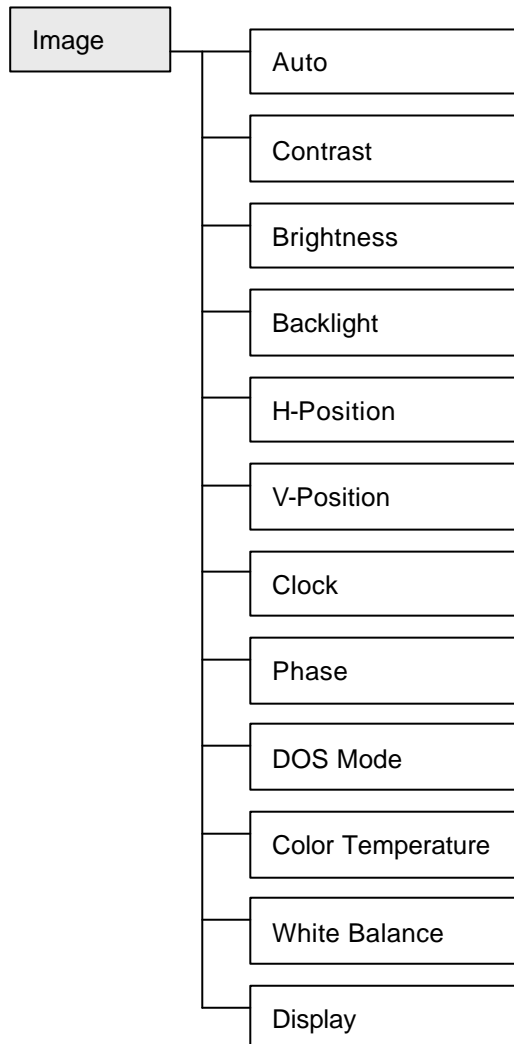 Image
Auto
Contrast
Brightness
Backlight
H-Position
V-Position
Clock
Phase
DOS Mode
Color Temperature
White Balance
Display